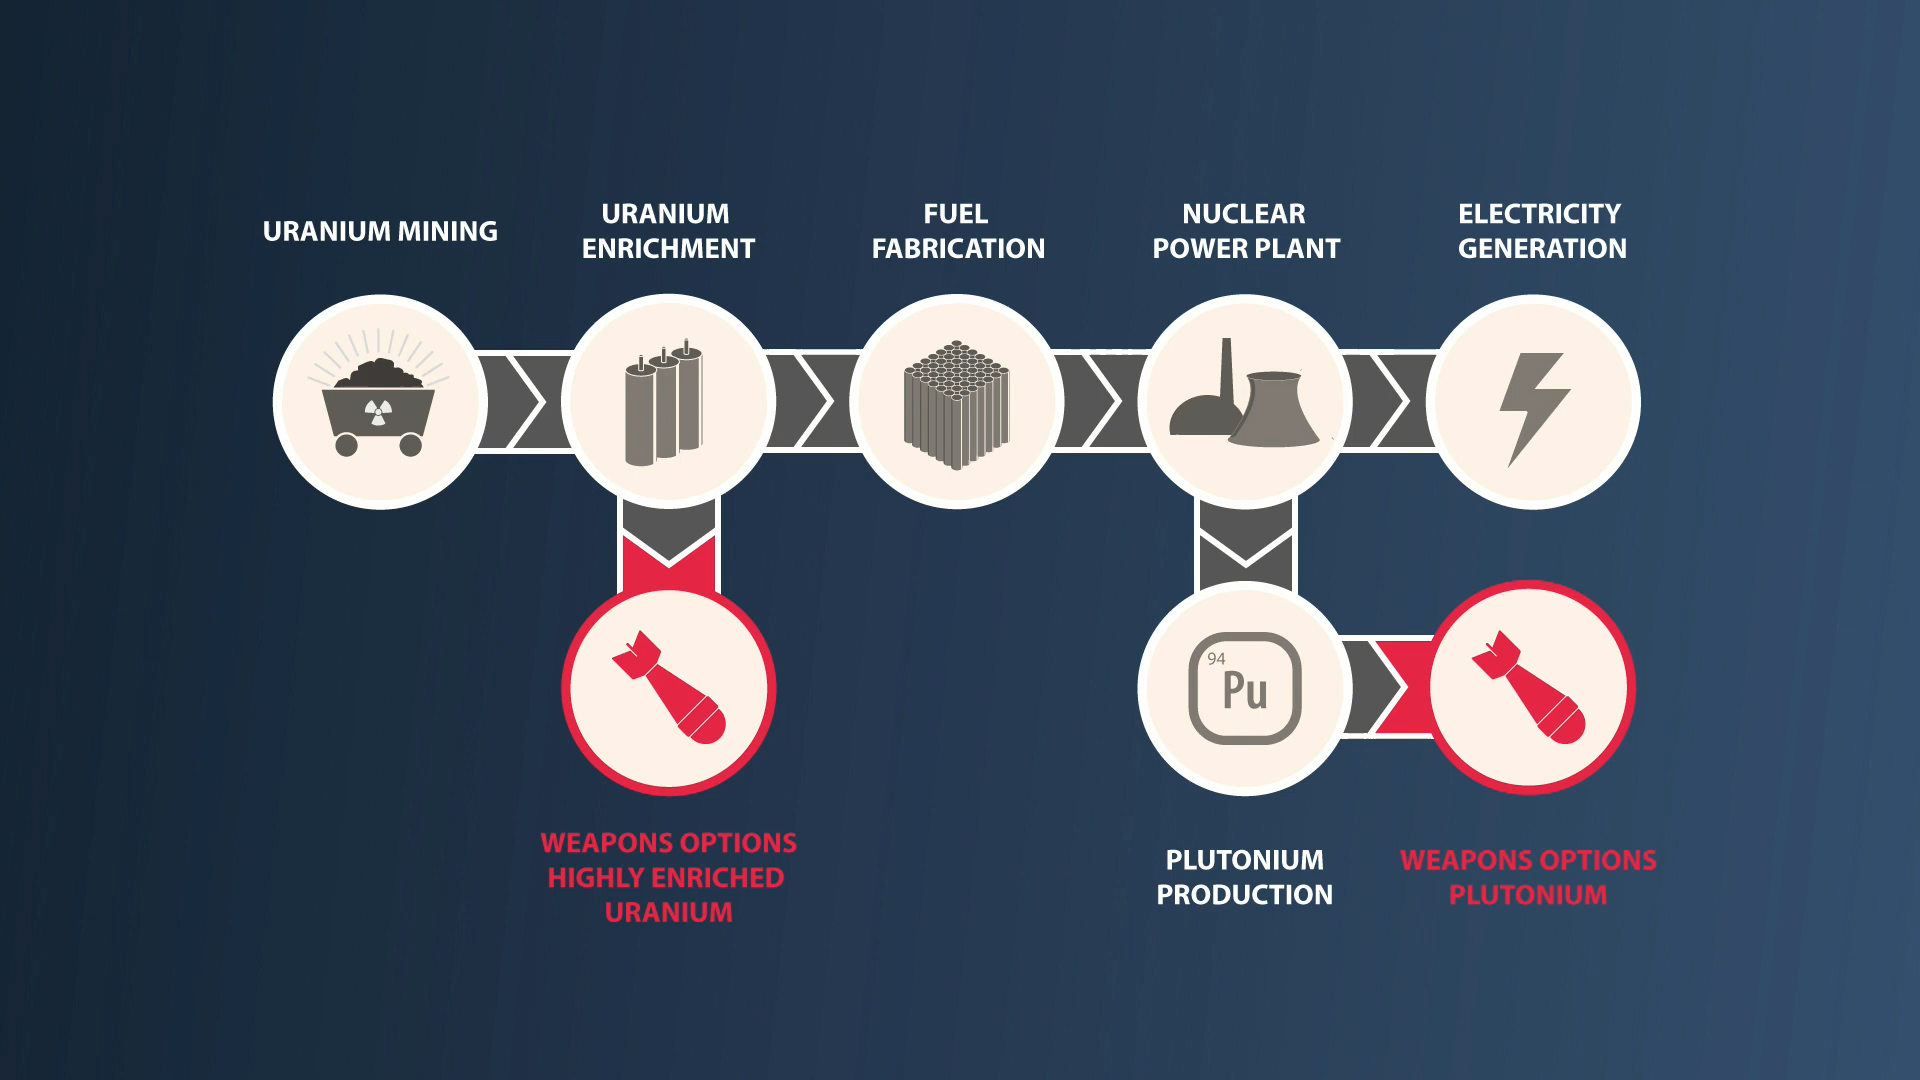 URANIUM MINING
URANIUM
ENRICHMENT
FUEL
FABRICATION
NUCLEAR
POWER PLANT
ELECTRICITY
GENERATION
94
Pu
WEAPONS OPTIONS
HIGHLY ENRICHED
URANIUM
PLUTONIUM
PRODUCTION
WEAPONS OPTIONS
PLUTONIUM